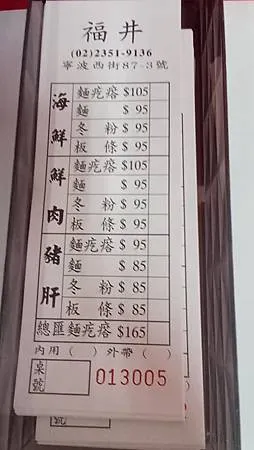 福井
(02)2351-9136
寧波西街87-3號
海鮮
麵疙瘩 $105
麵 $ 95
冬粉 $ 95
板條 $ 95
鮮肉
麵疙瘩 $105
麵 $ 95
冬粉 $ 95
板條 $ 95
豬肝
麵疙瘩 $ 95
麵 $ 85
冬粉 $ 85
板條 $ 85
總匯麵疙瘩 $165
內用（ ）外帶（ ）
桌號
013005
號